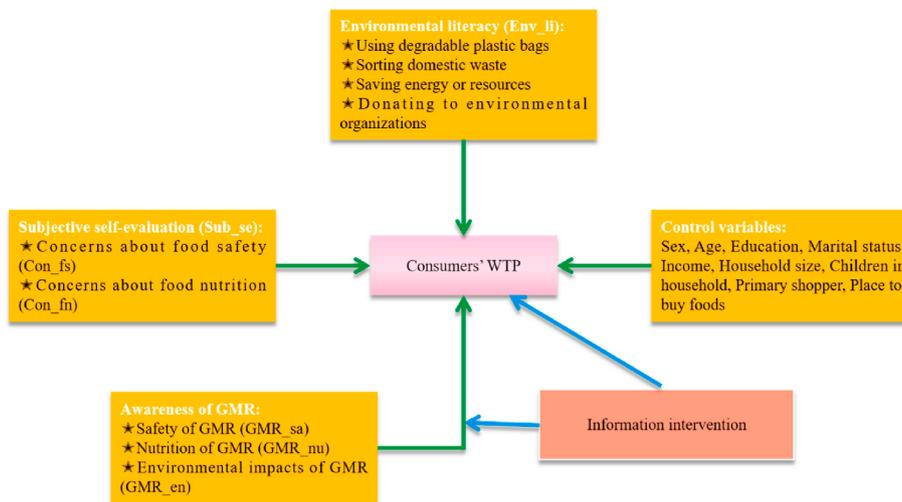 Environmental literacy (Env_li):
★Using degradable plastic bags
★Sorting domestic waste
★Saving energy or resources
★Donating to environmental
organizations
Subjective self-evaluation (Sub_se):
★Concerns about food safety
(Con_fs)
★Concerns about food nutrition
(Con_fn)
Consumers' WTP
Control variables:
Sex, Age, Education, Marital status
Income, Household size, Children in
household, Primary shopper, Place to
buy foods
Awareness of GMR:
★Safety of GMR (GMR_sa)
★Nutrition of GMR (GMR_nu)
★Environmental impacts of GMR
(GMR_en)
Information intervention